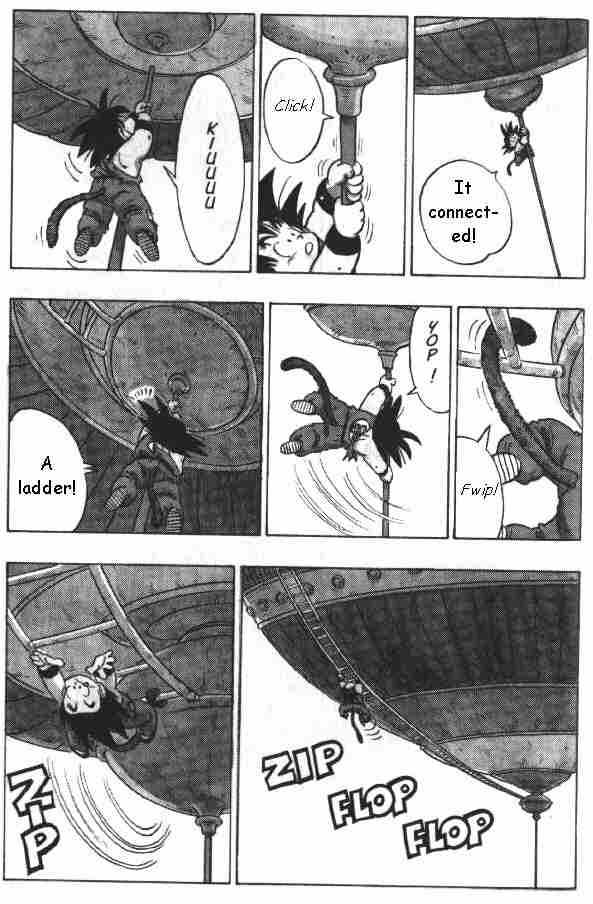 KIUUUU
Click!
It
connect-
ed!
A
ladder!
YOP!
Fwip!
ZIP
ZIP
FLOP
FLOP